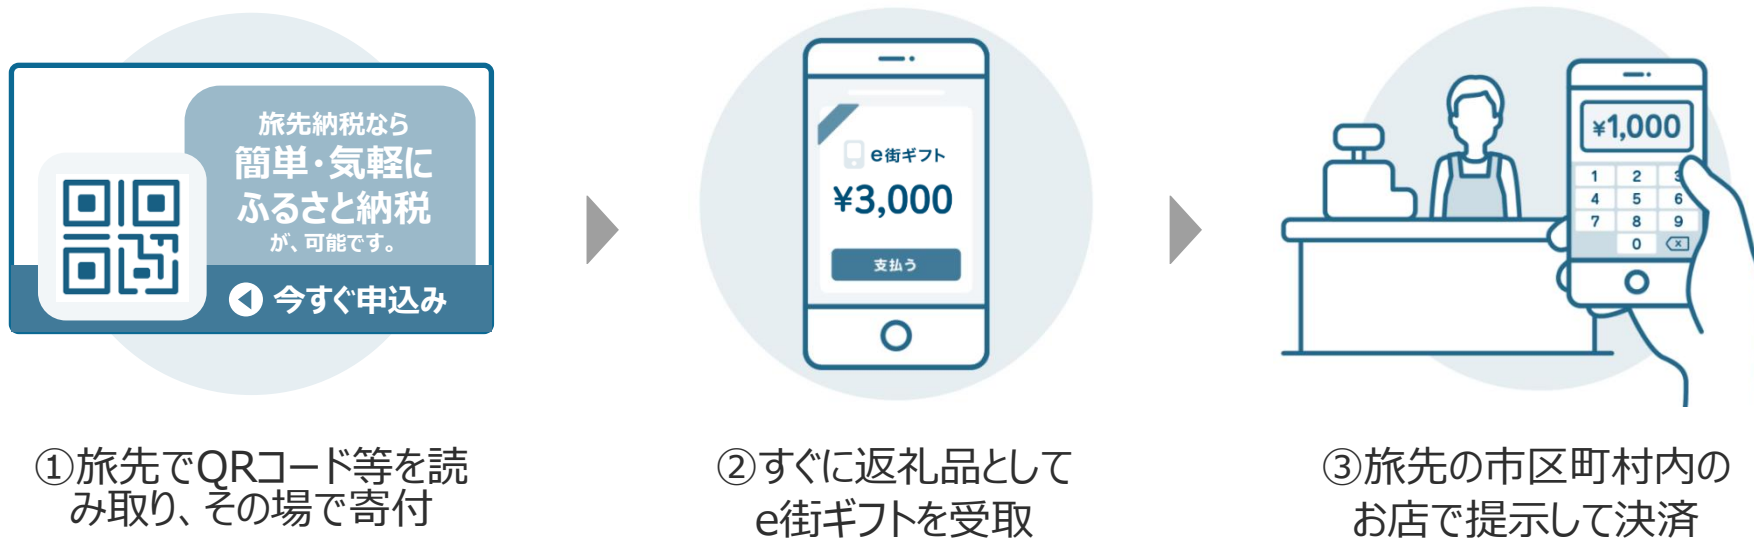 旅先納税なら
簡単・気軽に
ふるさと納税
が、可能です。
今すぐ申込み
①旅先でQRコード等を読
み取り、その場で寄付
e街ギフト
¥3,000
支払う
②すぐに返礼品として
e街ギフトを受取
¥1,000
1 2 3
4 5 6
7 8 9
0
③旅先の市区町村内の
お店で提示して決済